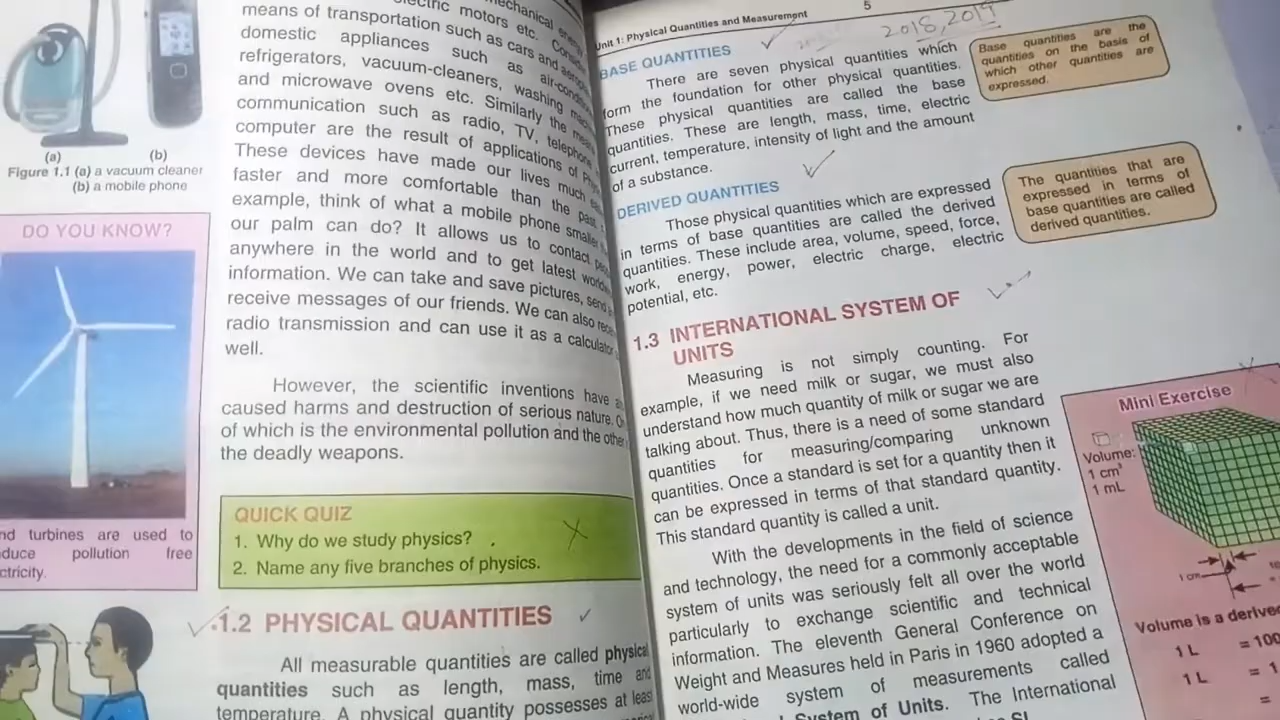 mechanical energy
electric motors etc.
means of transportation such as cars and
domestic appliances such as
refrigerators, vacuum-cleaners, washing
and microwave ovens etc. Similarly the means
communication such as radio, TV, telephone
computer are the result of applications of
These devices have made our lives much
faster and more comfortable than the past.
example, think of what a mobile phone smaller
our palm can do? It allows us to contact
anywhere in the world and to get latest
information. We can take and save pictures, send
receive messages of our friends. We can also
radio transmission and can use it as a calculator
well.
However, the scientific inventions have
caused harms and destruction of serious nature.
of which is the environmental pollution and the other
the deadly weapons.
(a) (b)
Figure 1.1 (a) a vacuum cleaner
(b) a mobile phone
DO YOU KNOW?
turbines are used to
pollution free
QUICK QUIZ
1. Why do we study physics?
2. Name any five branches of physics.
1.2 PHYSICAL QUANTITIES
All measurable quantities are called physical
quantities such as length, mass, time and
temperature. A physical quantity possesses at least
Unit 1: Physical Quantities and Measurement 5
2018, 2019
BASE QUANTITIES
There are seven physical quantities which
form the foundation for other physical quantities.
These physical quantities are called the base
quantities. These are length, mass, time, electric
current, temperature, intensity of light and the amount
of a substance.
Base quantities are the
quantities on the basis of
which other quantities are
expressed.
DERIVED QUANTITIES
Those physical quantities which are expressed
in terms of base quantities are called the derived
quantities. These include area, volume, speed, force,
work, energy, power, electric charge, electric
potential, etc.
The quantities that are
expressed in terms of
base quantities are called
derived quantities.
1.3 INTERNATIONAL SYSTEM OF
UNITS
Measuring is not simply counting. For
example, if we need milk or sugar, we must also
understand how much quantity of milk or sugar we are
talking about. Thus, there is a need of some standard
quantities for measuring/comparing unknown
quantities. Once a standard is set for a quantity then it
can be expressed in terms of that standard quantity.
This standard quantity is called a unit.
With the developments in the field of science
and technology, the need for a commonly acceptable
system of units was seriously felt all over the world
particularly to exchange scientific and technical
information. The eleventh General Conference on
Weight and Measures held in Paris in 1960 adopted a
world-wide system of measurements called
System of Units. The International
SI
Mini Exercise
Volume:
1 cm³
1 mL
1 cm
Volume is a derived
1 L = 100
1 L = 1
=